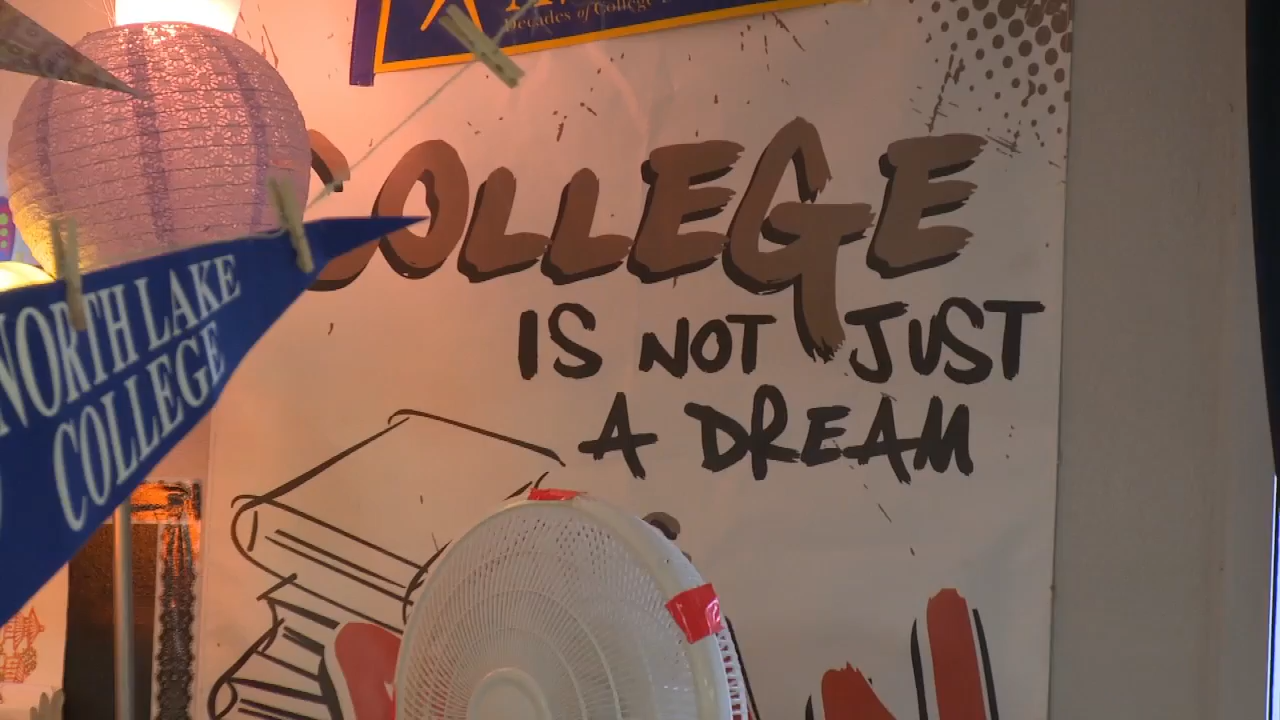 Decades of College
COLLEGE
IS NOT JUST
A DREAM
NORTH LAKE
COLLEGE